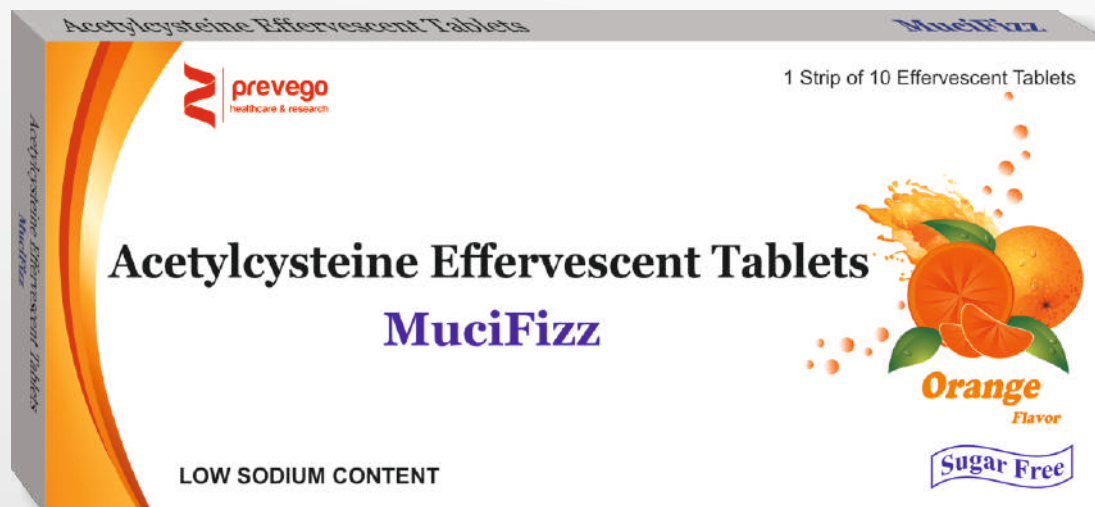 Acetylcysteine Effervescent Tablets
MuciFizz
prevego
healthcare & research
1 Strip of 10 Effervescent Tablets
Acetylcysteine Effervescent Tablets
MuciFizz
Acetylcysteine Effervescent Tablets
MuciFizz
Orange
Flavor
LOW SODIUM CONTENT
Sugar Free